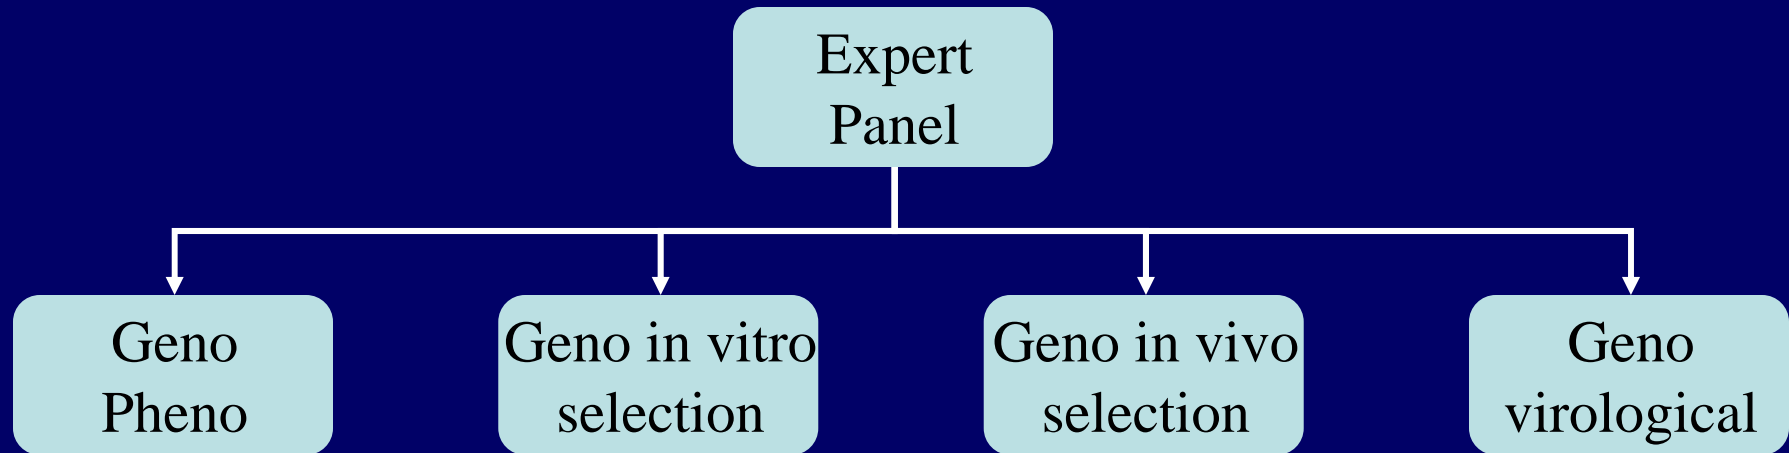 Expert
Panel
Geno
Pheno
Geno in vitro
selection
Geno in vivo
selection
Geno
virological